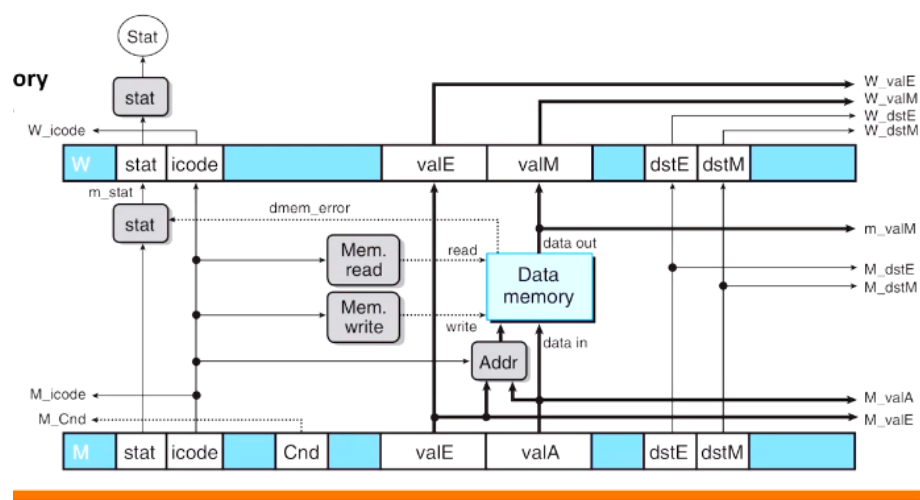 Stat
ory
stat
W_valE
W_valM
W_dstE
W_dstM
W_icode
W stat icode valE valM dstE dstM
m_stat
stat
dmem_error
m_valM
data out
Mem.
read
read
Data
memory
M_dstE
M_dstM
Mem.
write
write
data in
Addr
M_icode
M_valA
M_Cnd
M_valE
M stat icode Cnd valE valA dstE dstM